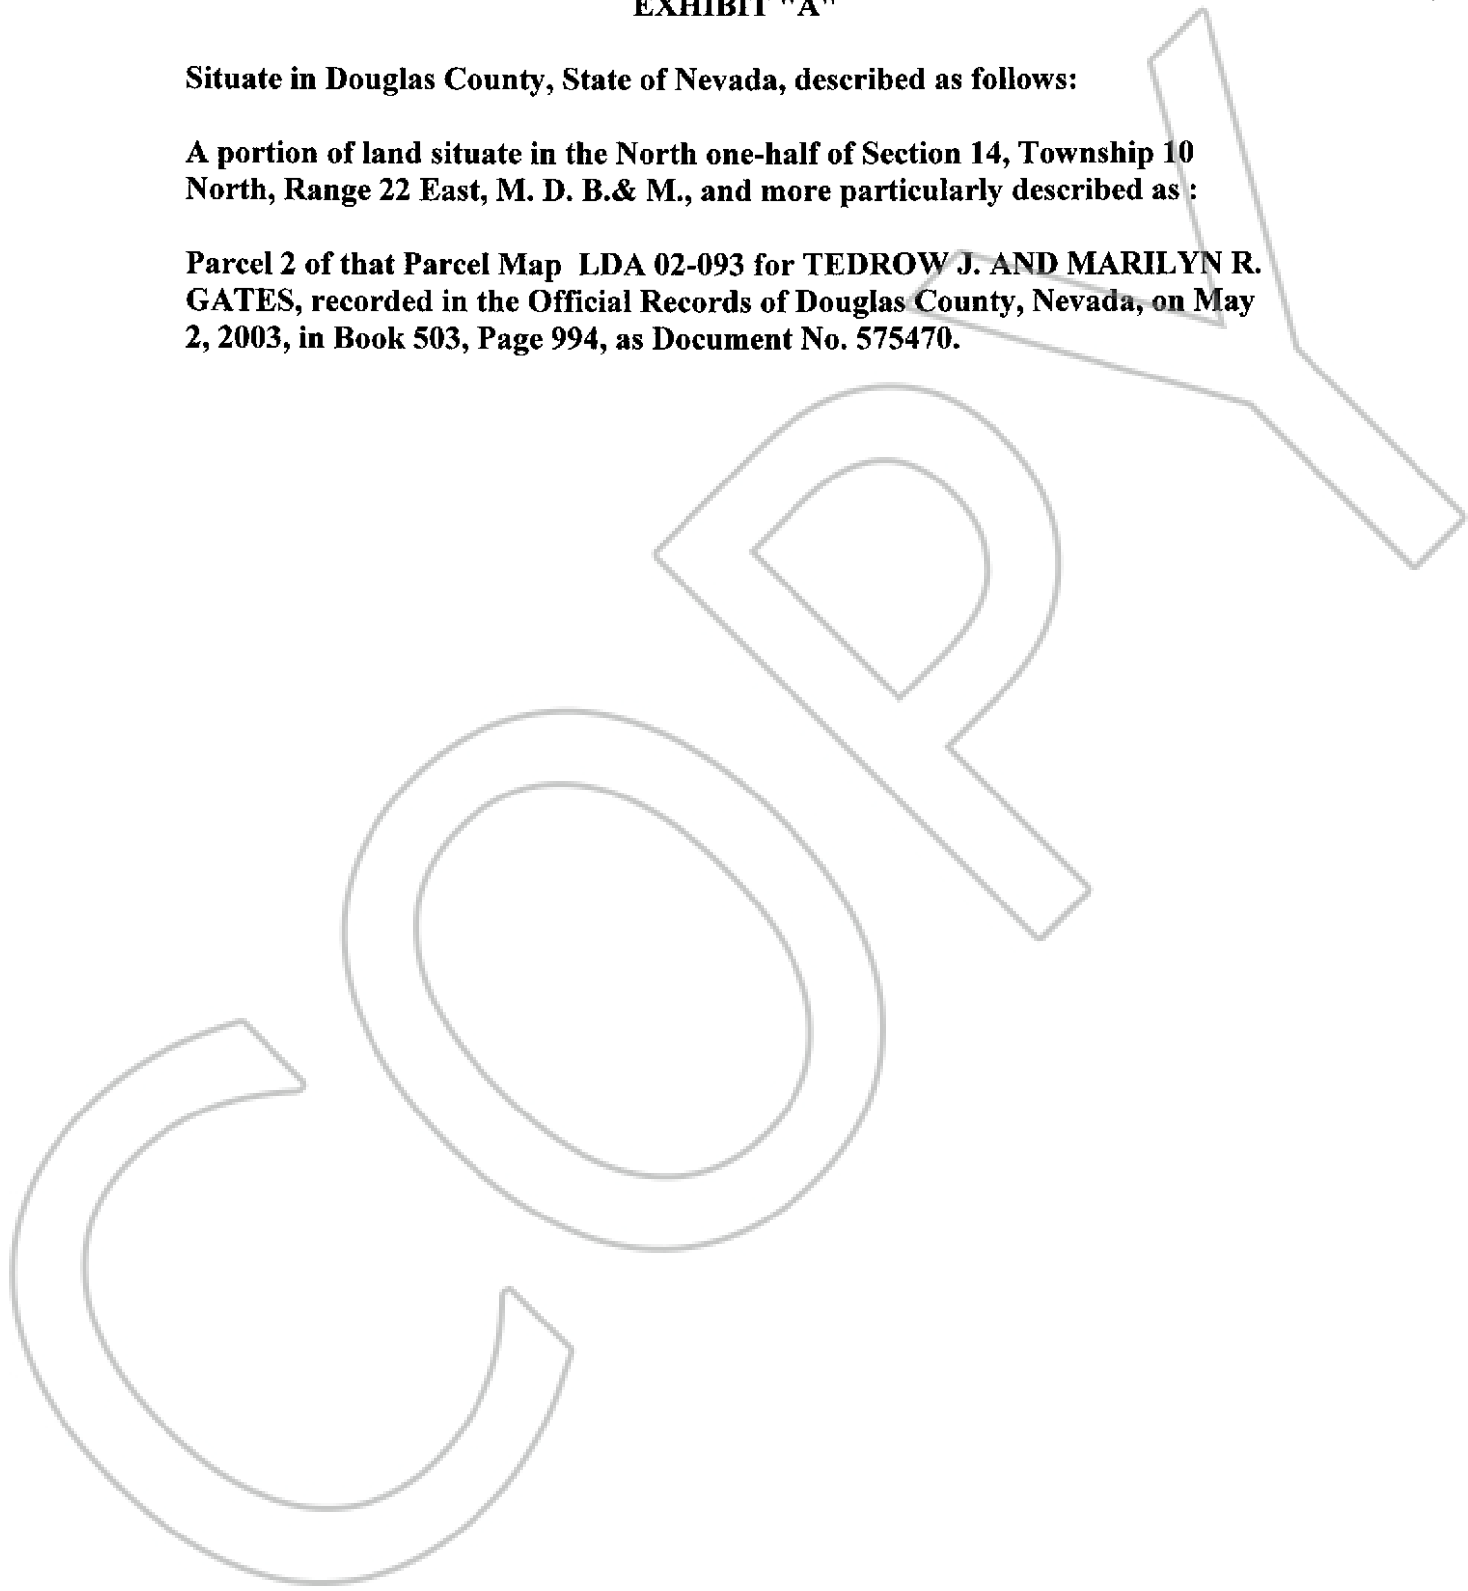 EXHIBIT "A"
Situate in Douglas County, State of Nevada, described as follows:
A portion of land situate in the North one-half of Section 14, Township 10
North, Range 22 East, M. D. B.& M., and more particularly described as :
Parcel 2 of that Parcel Map LDA 02-093 for TEDROW J. AND MARILYN R.
GATES, recorded in the Official Records of Douglas County, Nevada, on May
2, 2003, in Book 503, Page 994, as Document No. 575470.
COPY